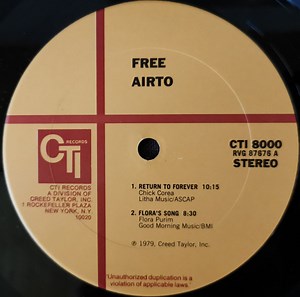 FREE
AIRTO
CTI
RECORDS
CTI RECORDS
A DIVISION OF
CREED TAYLOR, INC.
1 ROCKEFELLER PLAZA
NEW YORK, N.Y.
10020
CTI 8000
RVG 87676 A
STEREO
1. RETURN TO FOREVER 10:15
Chick Corea
Litha Music/ASCAP
2. FLORA'S SONG 8:30
Flora Purim
Good Morning Music/BMI
℗ 1979, Creed Taylor, Inc.
"Unauthorized duplication is a
violation of applicable laws."